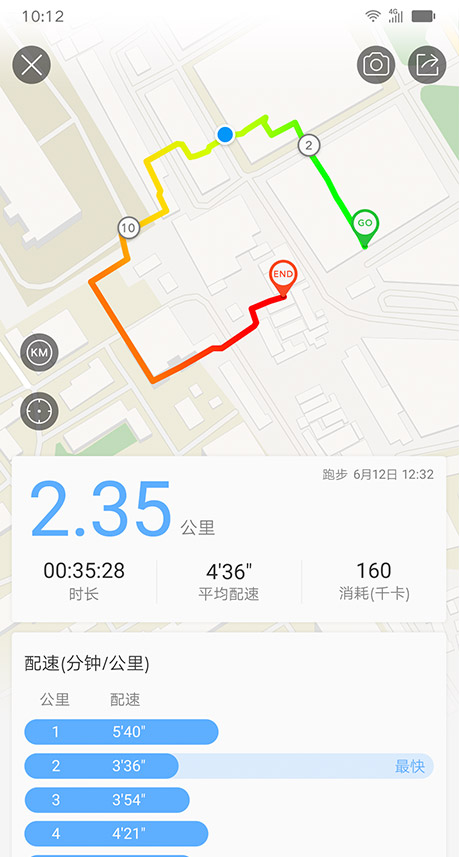 10:12
4G
2
GO
10
END
KM
跑步 6月12日 12:32
2.35 公里
00:35:28 4'36" 160
时长 平均配速 消耗(千卡)
配速(分钟/公里)
公里 配速
1 5'40"
2 3'36" 最快
3 3'54"
4 4'21"